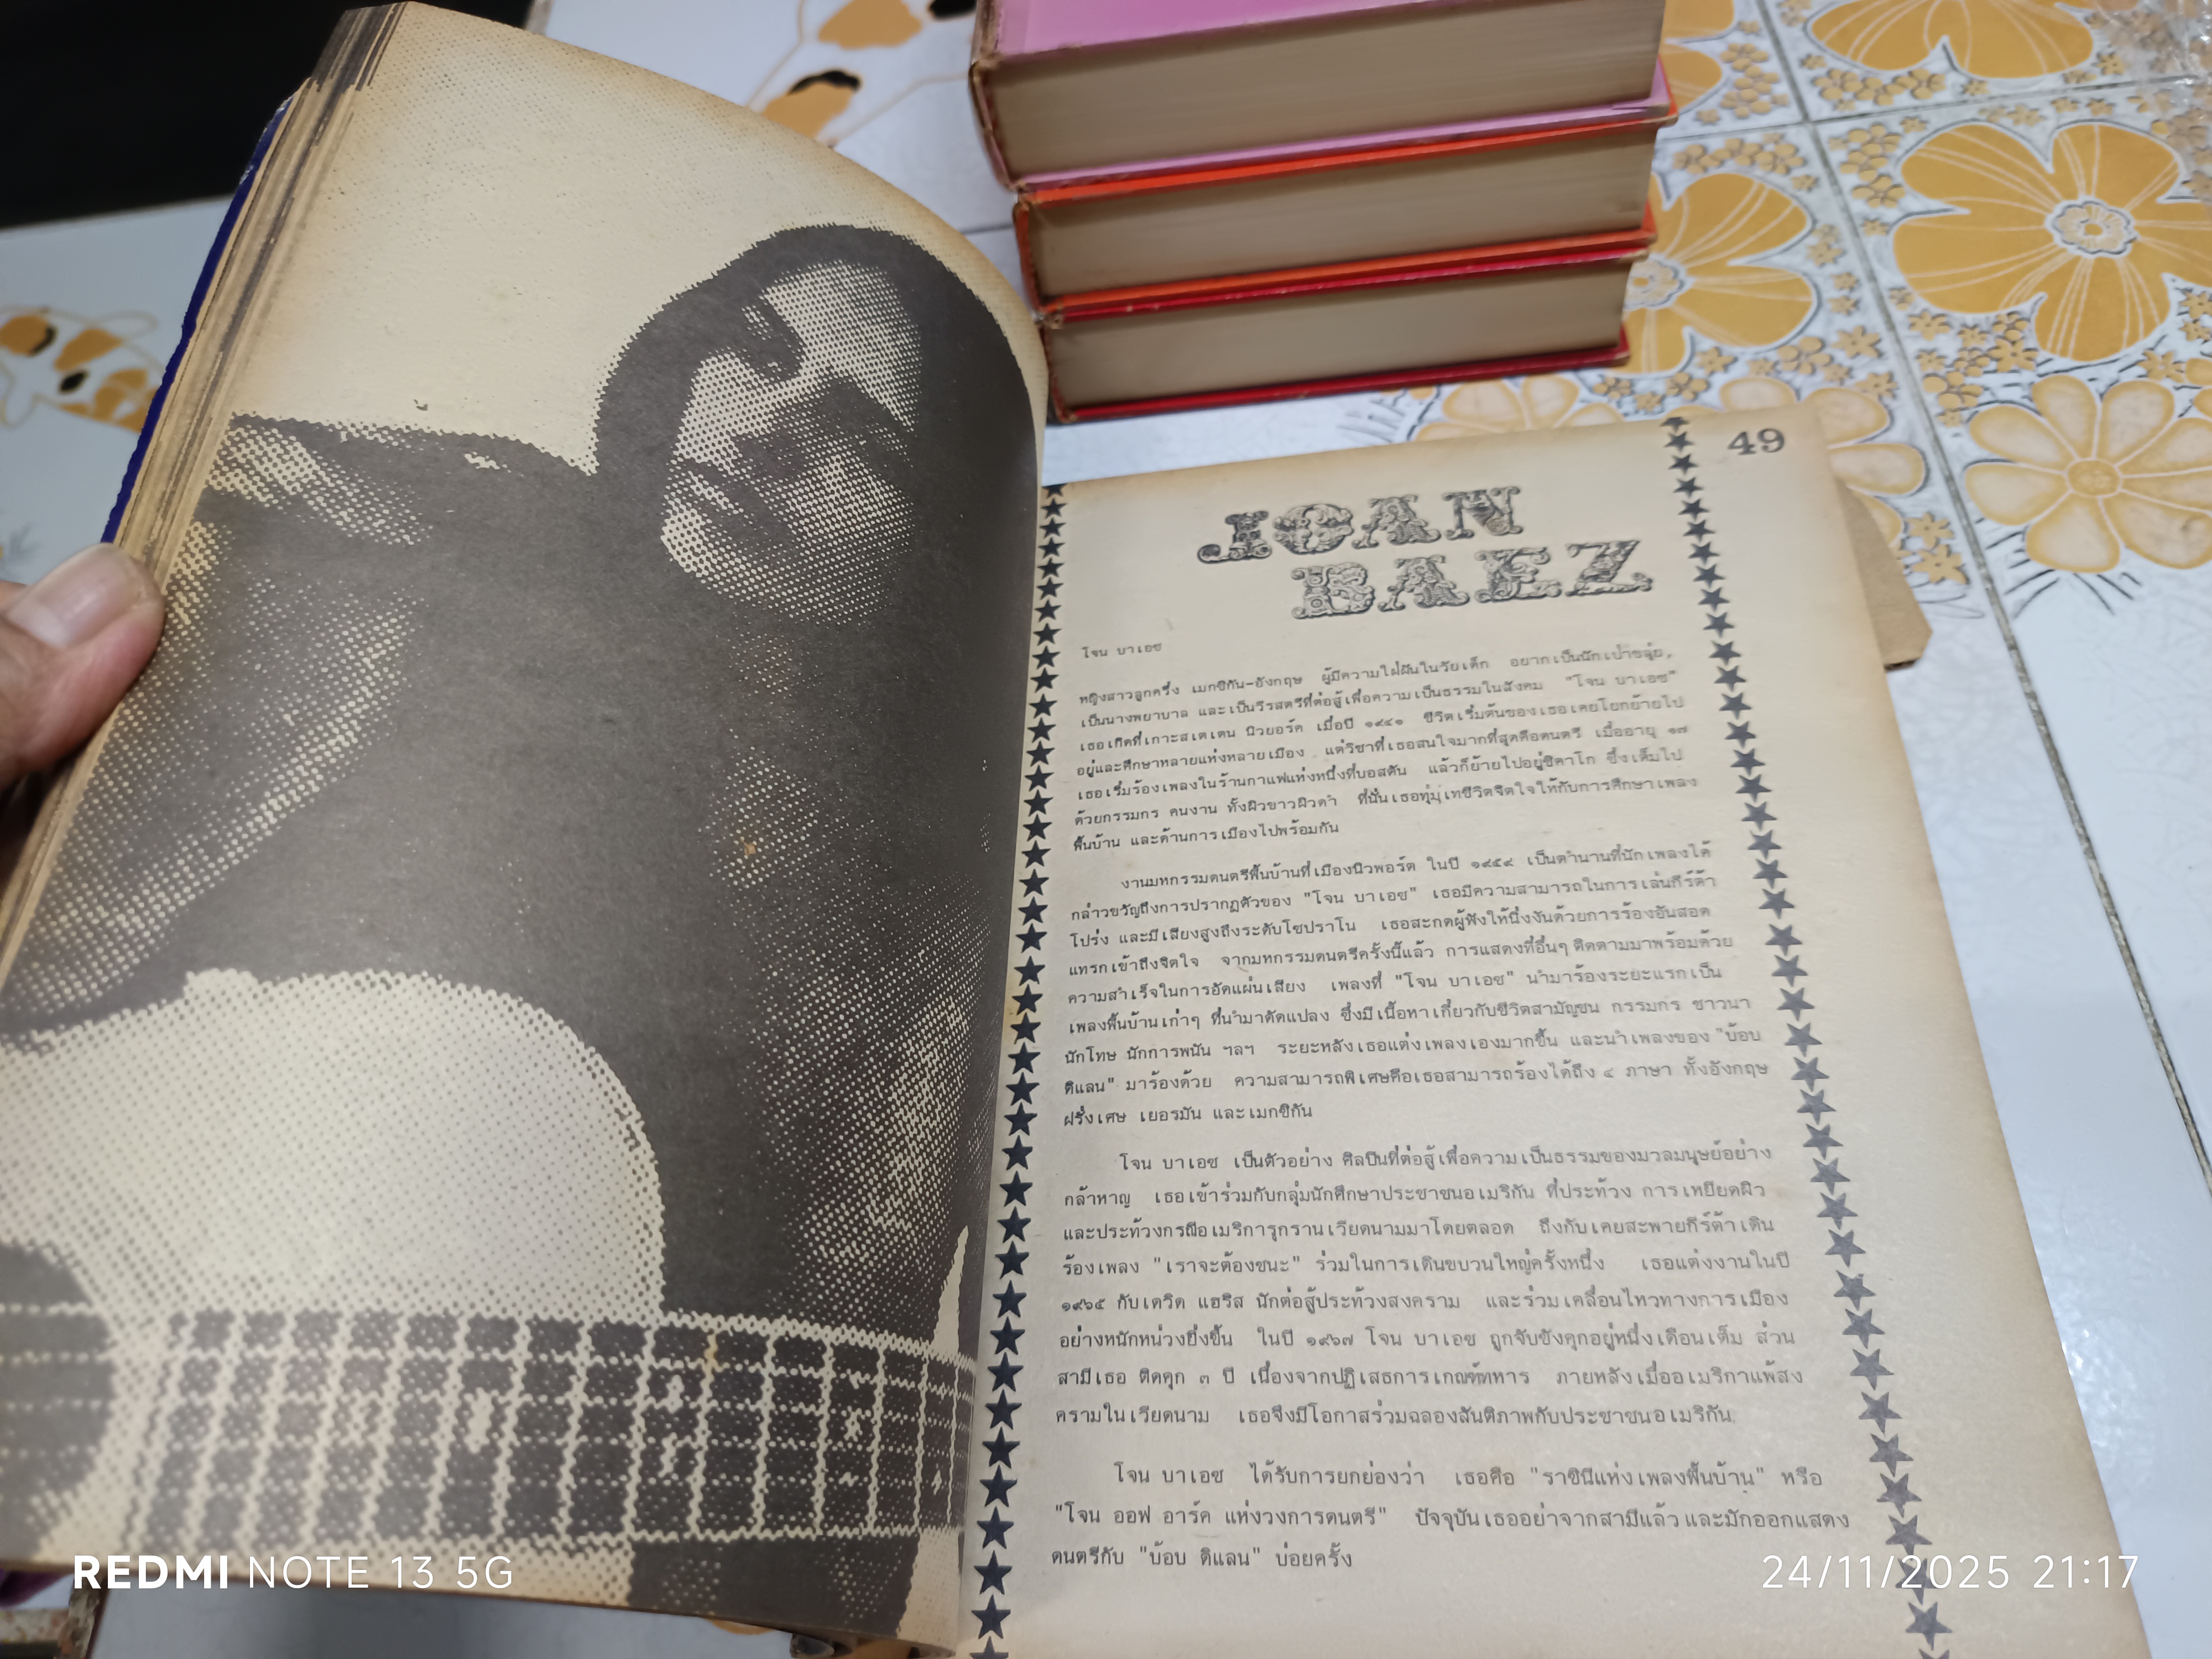 49
JOAN
BAEZ
โจน บาเอซ
หญิงสาวลูกครึ่ง เมกซิกัน-อังกฤษ ผู้มีความใฝ่ฝันในวัยเด็ก อยากเป็นนักเป่าขลุ่ย,
เป็นนางพยาบาล และเป็นวีรสตรีที่ต่อสู้เพื่อความเป็นธรรมในสังคม "โจน บาเอซ"
เธอเกิดที่เกาะสเตเตน นิวยอร์ค เมื่อปี ๑๙๔๑ ชีวิตเริ่มต้นของเธอเคยโยกย้ายไป
อยู่และศึกษาหลายแห่งหลายเมือง แต่วิชาที่เธอสนใจมากที่สุดคือดนตรี เมื่ออายุ ๑๗
เธอเริ่มร้องเพลงในร้านกาแฟแห่งหนึ่งที่บอสตัน แล้วก็ย้ายไปอยู่ชิคาโก ซึ่งเต็มไป
ด้วยกรรมกร คนงาน ทั้งผิวขาวผิวดำ ที่นั่นเธอทุ่มเทชีวิตจิตใจให้กับการศึกษาเพลง
พื้นบ้าน และด้านการเมืองไปพร้อมกัน
งานมหกรรมดนตรีพื้นบ้านที่เมืองนิวพอร์ต ในปี ๑๙๕๙ เป็นตำนานที่นักเพลงได้
กล่าวขวัญถึงการปรากฏตัวของ "โจน บาเอซ" เธอมีความสามารถในการเล่นกีร์ต้า
โปร่ง และมีเสียงสูงถึงระดับโซปราโน เธอสะกดผู้ฟังให้นิ่งงันด้วยการร้องอันสอด
แทรกเข้าถึงจิตใจ จากมหกรรมดนตรีครั้งนี้แล้ว การแสดงที่อื่นๆ ติดตามมาพร้อมด้วย
ความสำเร็จในการอัดแผ่นเสียง เพลงที่ "โจน บาเอซ" นำมาร้องระยะแรกเป็น
เพลงพื้นบ้านเก่าๆ ที่นำมาดัดแปลง ซึ่งมีเนื้อหาเกี่ยวกับชีวิตสามัญชน กรรมกร ชาวนา
นักโทษ นักการพนัน ฯลฯ ระยะหลังเธอแต่งเพลงเองมากขึ้น และนำเพลงของ "บ้อบ
ดิแลน" มาร้องด้วย ความสามารถพิเศษคือเธอสามารถร้องได้ถึง ๔ ภาษา ทั้งอังกฤษ
ฝรั่งเศษ เยอรมัน และเมกซิกัน
โจน บาเอซ เป็นตัวอย่าง ศิลปินที่ต่อสู้เพื่อความเป็นธรรมของมวลมนุษย์อย่าง
กล้าหาญ เธอเข้าร่วมกับกลุ่มนักศึกษาประชาชนอเมริกัน ที่ประท้วง การเหยียดผิว
และประท้วงกรณีอเมริการุกรานเวียดนามมาโดยตลอด ถึงกับเคยสะพายกีร์ต้าเดิน
ร้องเพลง "เราจะต้องชนะ" ร่วมในการเดินขบวนใหญ่ครั้งหนึ่ง เธอแต่งงานในปี
๑๙๖๕ กับเดวิด แฮริส นักต่อสู้ประท้วงสงคราม และร่วมเคลื่อนไหวทางการเมือง
อย่างหนักหน่วงยิ่งขึ้น ในปี ๑๙๖๗ โจน บาเอซ ถูกจับขังคุกอยู่หนึ่งเดือนเต็ม ส่วน
สามีเธอ ติดคุก ๓ ปี เนื่องจากปฏิเสธการเกณฑ์ทหาร ภายหลังเมื่ออเมริกาแพ้สง
ครามในเวียดนาม เธอจึงมีโอกาสร่วมฉลองสันติภาพกับประชาชนอเมริกัน
โจน บาเอซ ได้รับการยกย่องว่า เธอคือ "ราชินีแห่งเพลงพื้นบ้าน" หรือ
"โจน ออฟ อาร์ค แห่งวงการดนตรี" ปัจจุบันเธออย่าจากสามีแล้ว และมักออกแสดง
ดนตรีกับ "บ้อบ ดิแลน" บ่อยครั้ง
REDMI NOTE 13 5G
24/11/2025 21:17